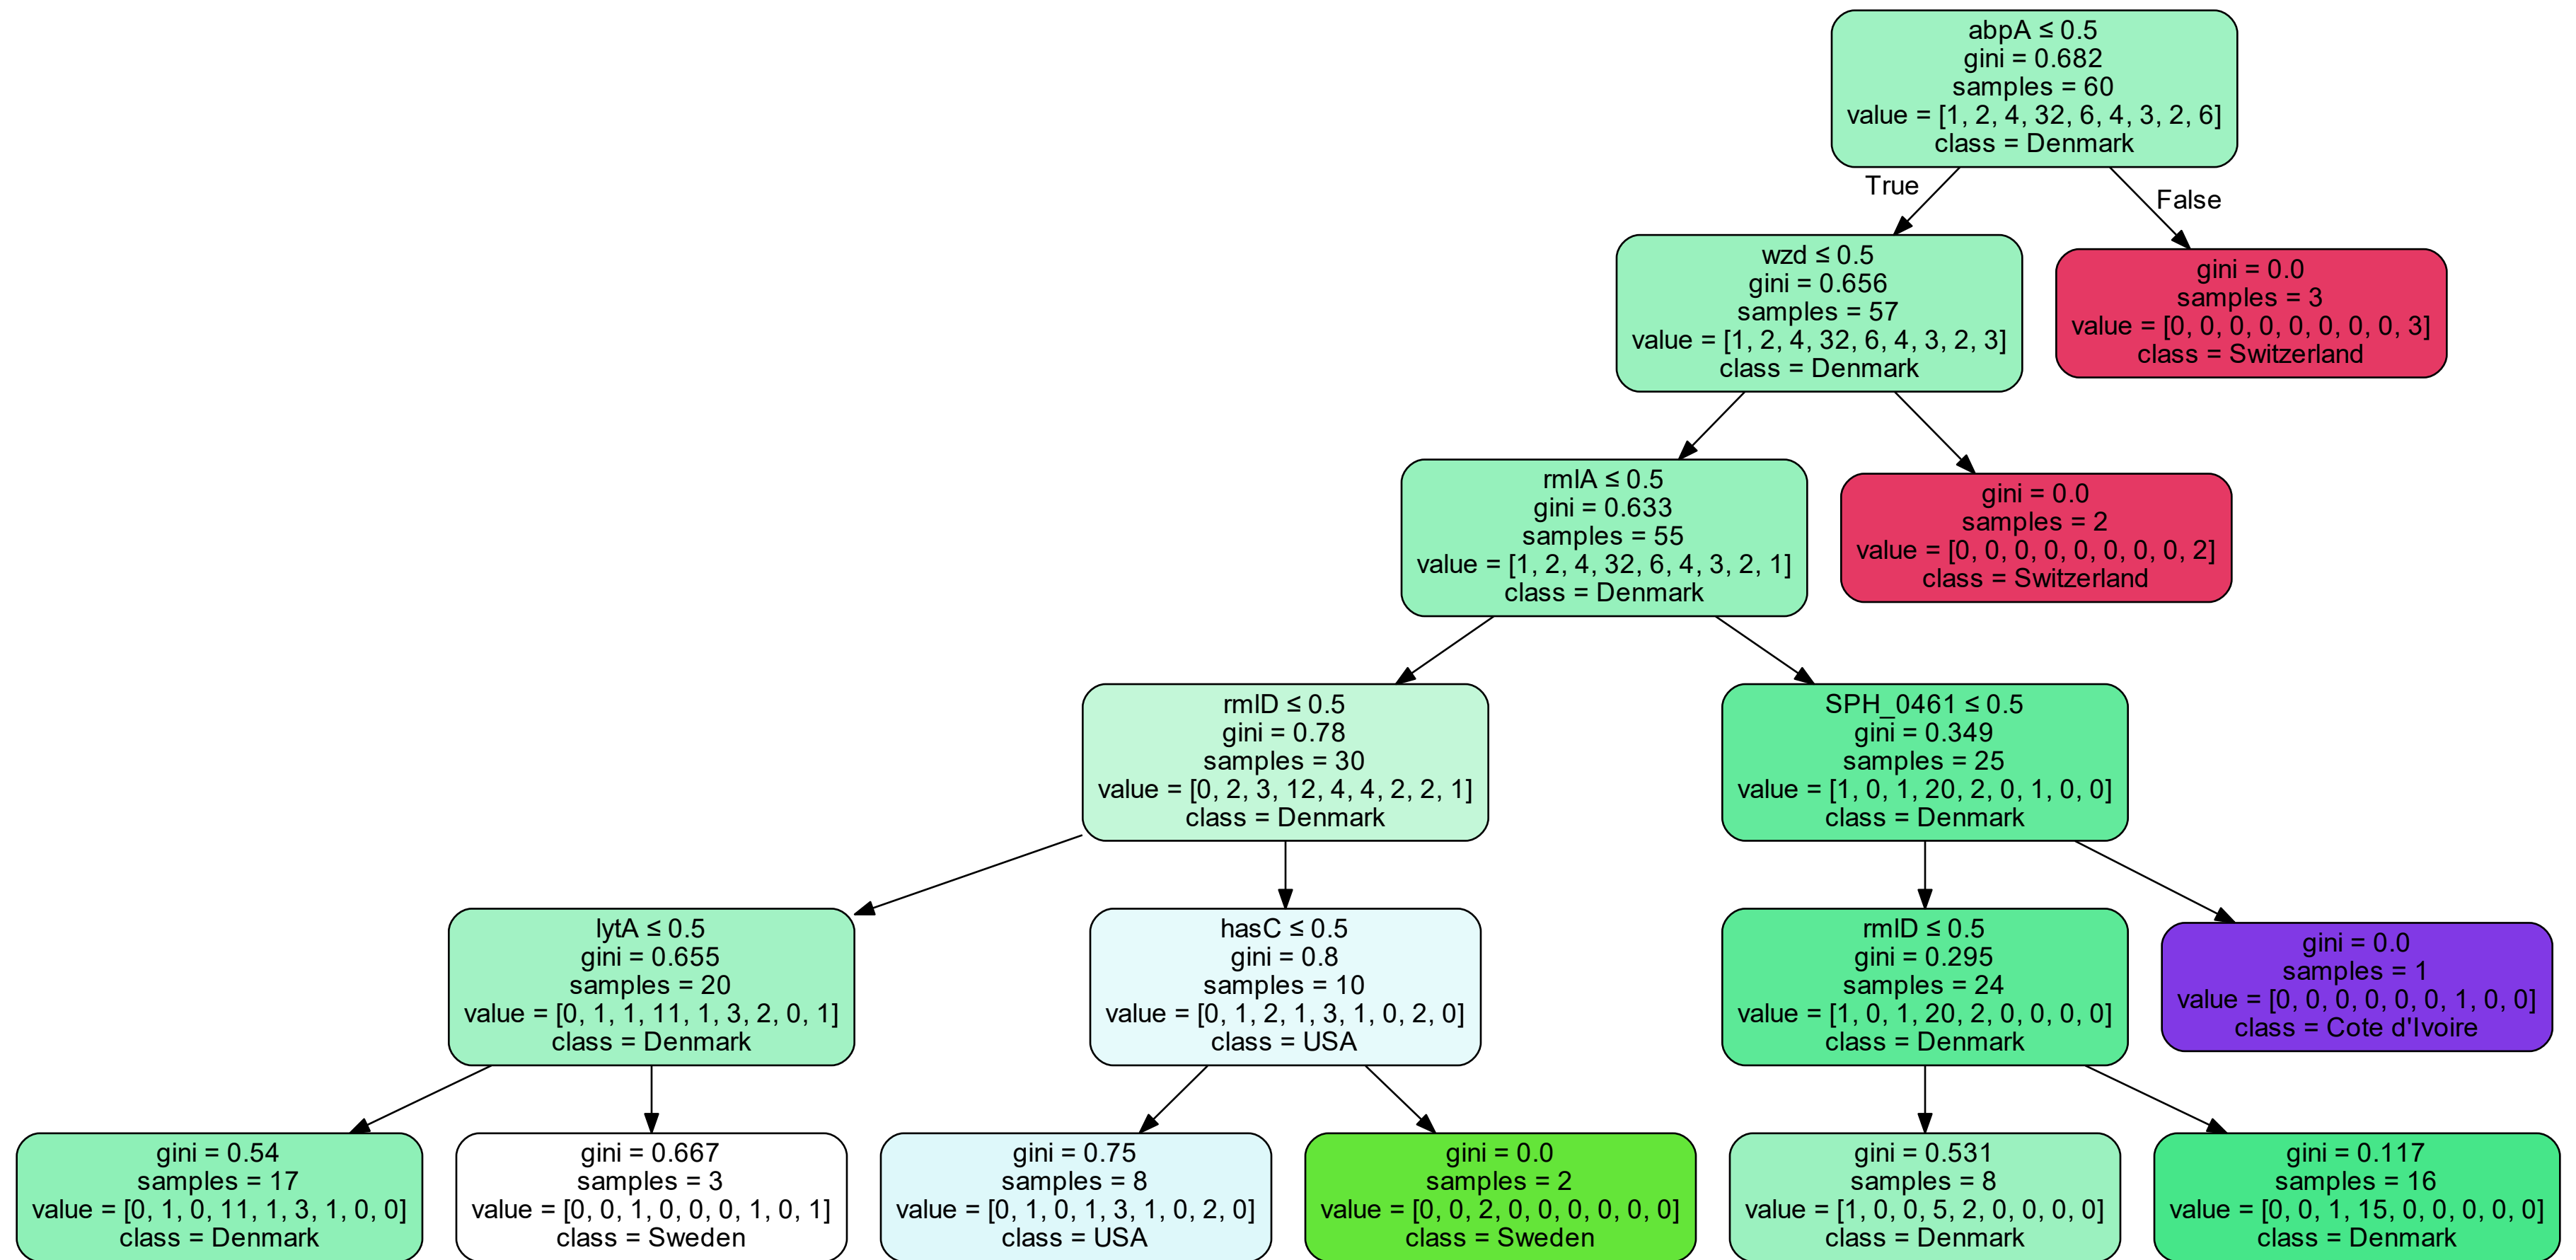 abpA ≤ 0.5
gini = 0.682
samples = 60
value = [1, 2, 4, 32, 6, 4, 3, 2, 6]
class = Denmark
True
False
wzd ≤ 0.5
gini = 0.656
samples = 57
value = [1, 2, 4, 32, 6, 4, 3, 2, 3]
class = Denmark
gini = 0.0
samples = 3
value = [0, 0, 0, 0, 0, 0, 0, 0, 3]
class = Switzerland
rmlA ≤ 0.5
gini = 0.633
samples = 55
value = [1, 2, 4, 32, 6, 4, 3, 2, 1]
class = Denmark
gini = 0.0
samples = 2
value = [0, 0, 0, 0, 0, 0, 0, 0, 2]
class = Switzerland
rmlD ≤ 0.5
gini = 0.78
samples = 30
value = [0, 2, 3, 12, 4, 4, 2, 2, 1]
class = Denmark
SPH_0461 ≤ 0.5
gini = 0.349
samples = 25
value = [1, 0, 1, 20, 2, 0, 1, 0, 0]
class = Denmark
lytA ≤ 0.5
gini = 0.655
samples = 20
value = [0, 1, 1, 11, 1, 3, 2, 0, 1]
class = Denmark
hasC ≤ 0.5
gini = 0.8
samples = 10
value = [0, 1, 2, 1, 3, 1, 0, 2, 0]
class = USA
rmlD ≤ 0.5
gini = 0.295
samples = 24
value = [1, 0, 1, 20, 2, 0, 0, 0, 0]
class = Denmark
gini = 0.0
samples = 1
value = [0, 0, 0, 0, 0, 0, 1, 0, 0]
class = Cote d'Ivoire
gini = 0.54
samples = 17
value = [0, 1, 0, 11, 1, 3, 1, 0, 0]
class = Denmark
gini = 0.667
samples = 3
value = [0, 0, 1, 0, 0, 0, 1, 0, 1]
class = Sweden
gini = 0.75
samples = 8
value = [0, 1, 0, 1, 3, 1, 0, 2, 0]
class = USA
gini = 0.0
samples = 2
value = [0, 0, 2, 0, 0, 0, 0, 0, 0]
class = Sweden
gini = 0.531
samples = 8
value = [1, 0, 0, 5, 2, 0, 0, 0, 0]
class = Denmark
gini = 0.117
samples = 16
value = [0, 0, 1, 15, 0, 0, 0, 0, 0]
class = Denmark